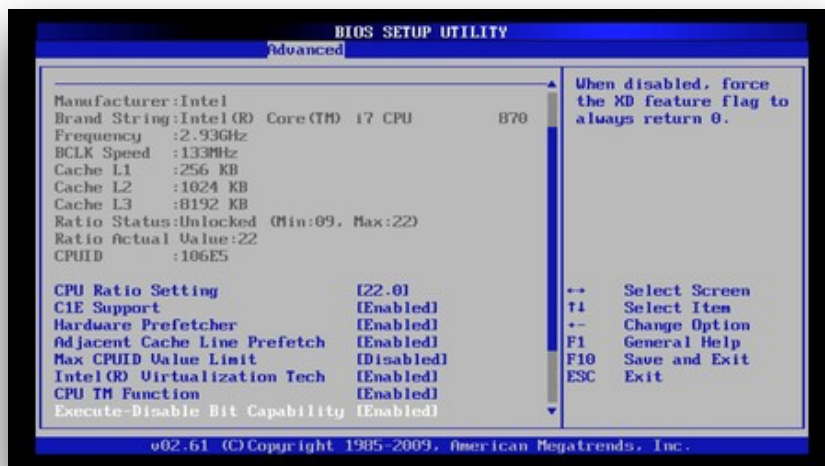 BIOS SETUP UTILITY
Advanced
Manufacturer:Intel
Brand String:Intel(R) Core(TM) i7 CPU 870
Frequency :2.93GHz
BCLK Speed :133MHz
Cache L1 :256 KB
Cache L2 :1024 KB
Cache L3 :8192 KB
Ratio Status:Unlocked (Min:09, Max:22)
Ratio Actual Value:22
CPUID :106E5
CPU Ratio Setting [22.0]
C1E Support [Enabled]
Hardware Prefetcher [Enabled]
Adjacent Cache Line Prefetch [Enabled]
Max CPUID Value Limit [Disabled]
Intel(R) Virtualization Tech [Enabled]
CPU TM Function [Enabled]
Execute-Disable Bit Capability [Enabled]
When disabled, force
the XD feature flag to
always return 0.
↔ Select Screen
↑↓ Select Item
+- Change Option
F1 General Help
F10 Save and Exit
ESC Exit
v02.61 (C)Copyright 1985-2009, American Megatrends, Inc.